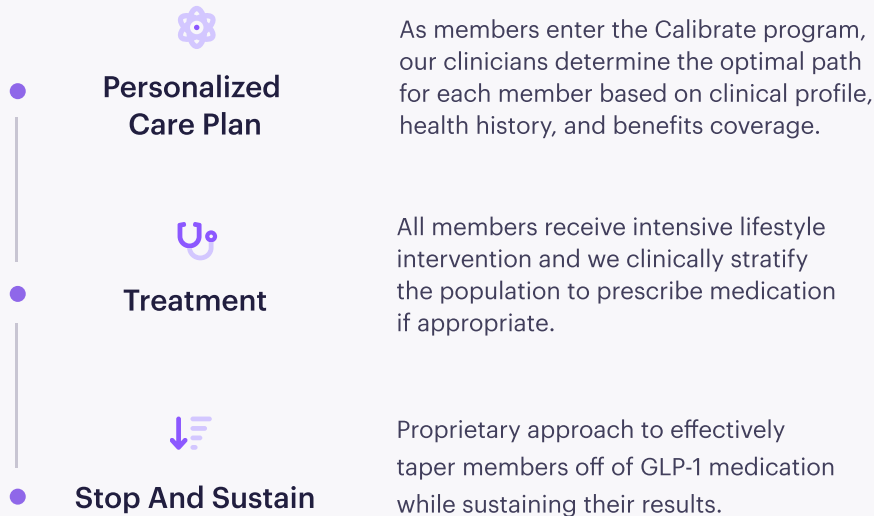 Personalized
Care Plan
As members enter the Calibrate program,
our clinicians determine the optimal path
for each member based on clinical profile,
health history, and benefits coverage.
Treatment
All members receive intensive lifestyle
intervention and we clinically stratify
the population to prescribe medication
if appropriate.
Stop And Sustain
Proprietary approach to effectively
taper members off of GLP-1 medication
while sustaining their results.